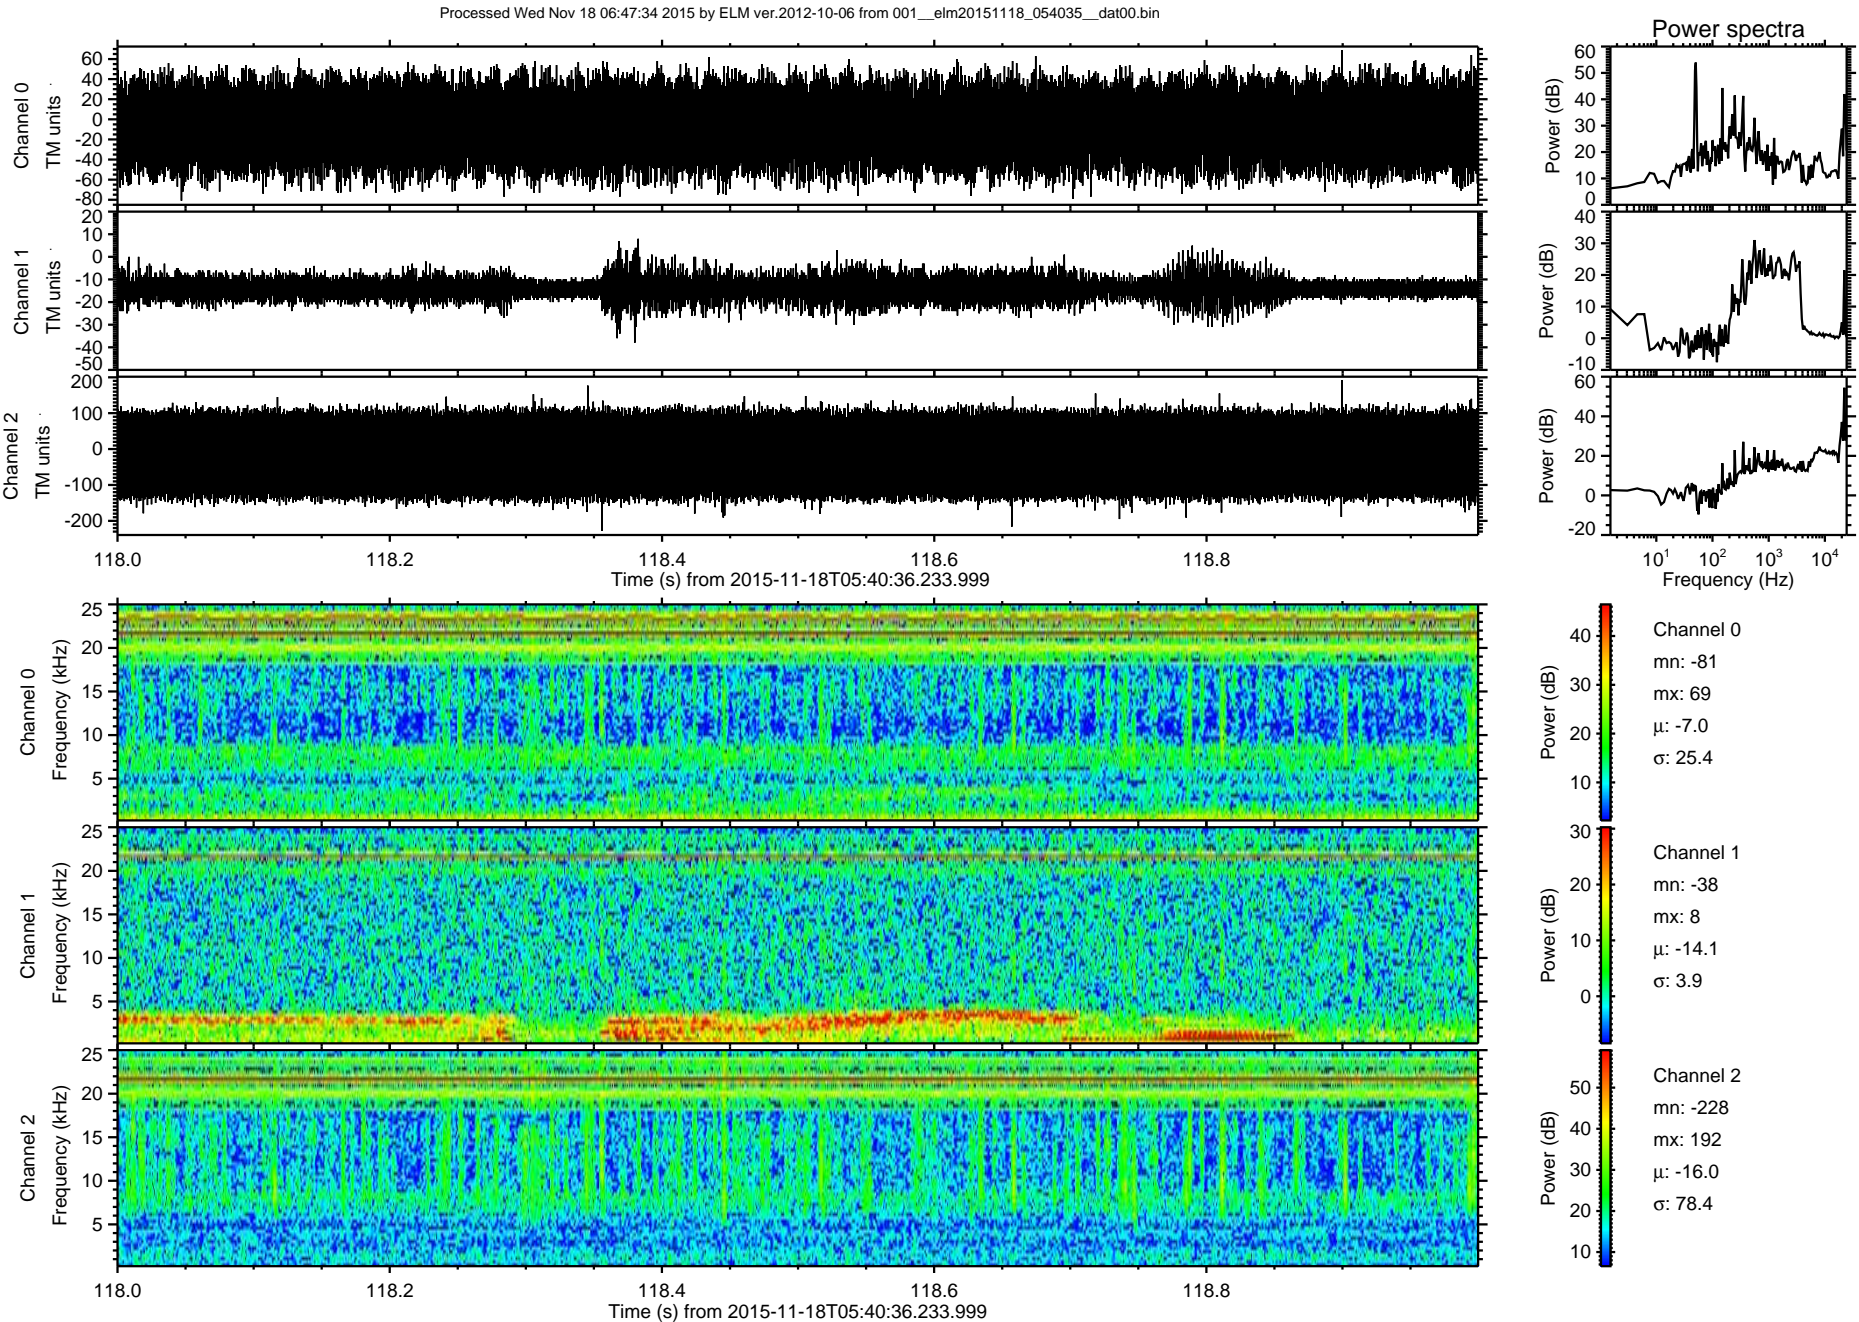 Processed Wed Nov 18 06:47:34 2015 by ELM ver.2012-10-06 from 001__elm20151118_054035__dat00.bin
Power spectra
Channel 0
TM units
60
40
20
0
-20
-40
-60
-80
Power (dB)
60
50
40
30
20
10
0
Channel 1
TM units
20
10
0
-10
-20
-30
-40
-50
Power (dB)
40
30
20
10
0
-10
Channel 2
TM units
200
100
0
-100
-200
Power (dB)
60
40
20
0
-20
118.0 118.2 118.4 118.6 118.8
Time (s) from 2015-11-18T05:40:36.233.999
10¹ 10² 10³ 10⁴
Frequency (Hz)
Channel 0
Frequency (kHz)
25
20
15
10
5
Power (dB)
40
30
20
10
Channel 0
mn: -81
mx: 69
μ: -7.0
σ: 25.4
Channel 1
Frequency (kHz)
25
20
15
10
5
Power (dB)
30
20
10
0
Channel 1
mn: -38
mx: 8
μ: -14.1
σ: 3.9
Channel 2
Frequency (kHz)
25
20
15
10
5
Power (dB)
50
40
30
20
10
Channel 2
mn: -228
mx: 192
μ: -16.0
σ: 78.4
118.0 118.2 118.4 118.6 118.8
Time (s) from 2015-11-18T05:40:36.233.999